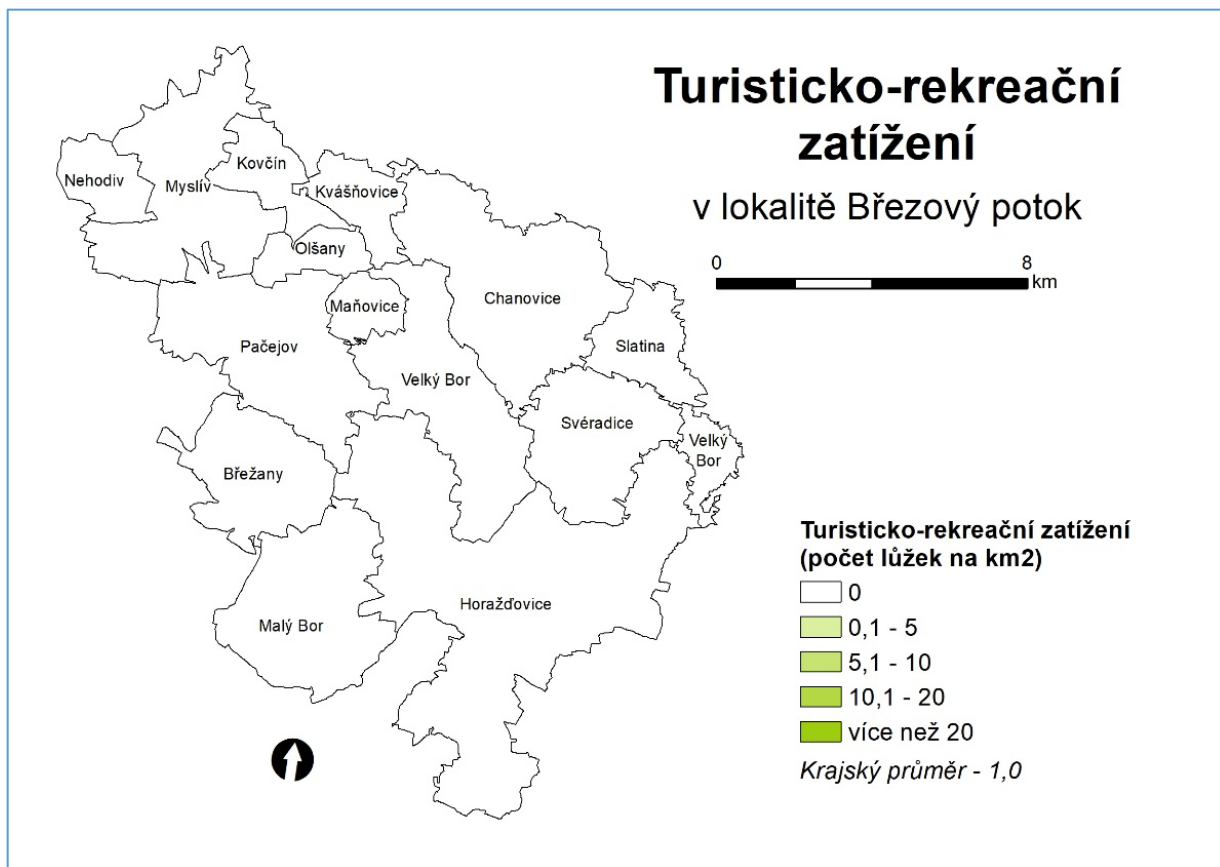 Turisticko-rekreační
zatížení
v lokalitě Březový potok
0 8
km
Kovčín
Nehodiv
Myslív
Kvášňovice
Olšany
Maňovice
Chanovice
Pačejov
Slatina
Velký Bor
Svéradice
Velký
Bor
Břežany
Horažďovice
Malý Bor
Turisticko-rekreační zatížení
(počet lůžek na km2)
0
0,1 - 5
5,1 - 10
10,1 - 20
více než 20
Krajský průměr - 1,0